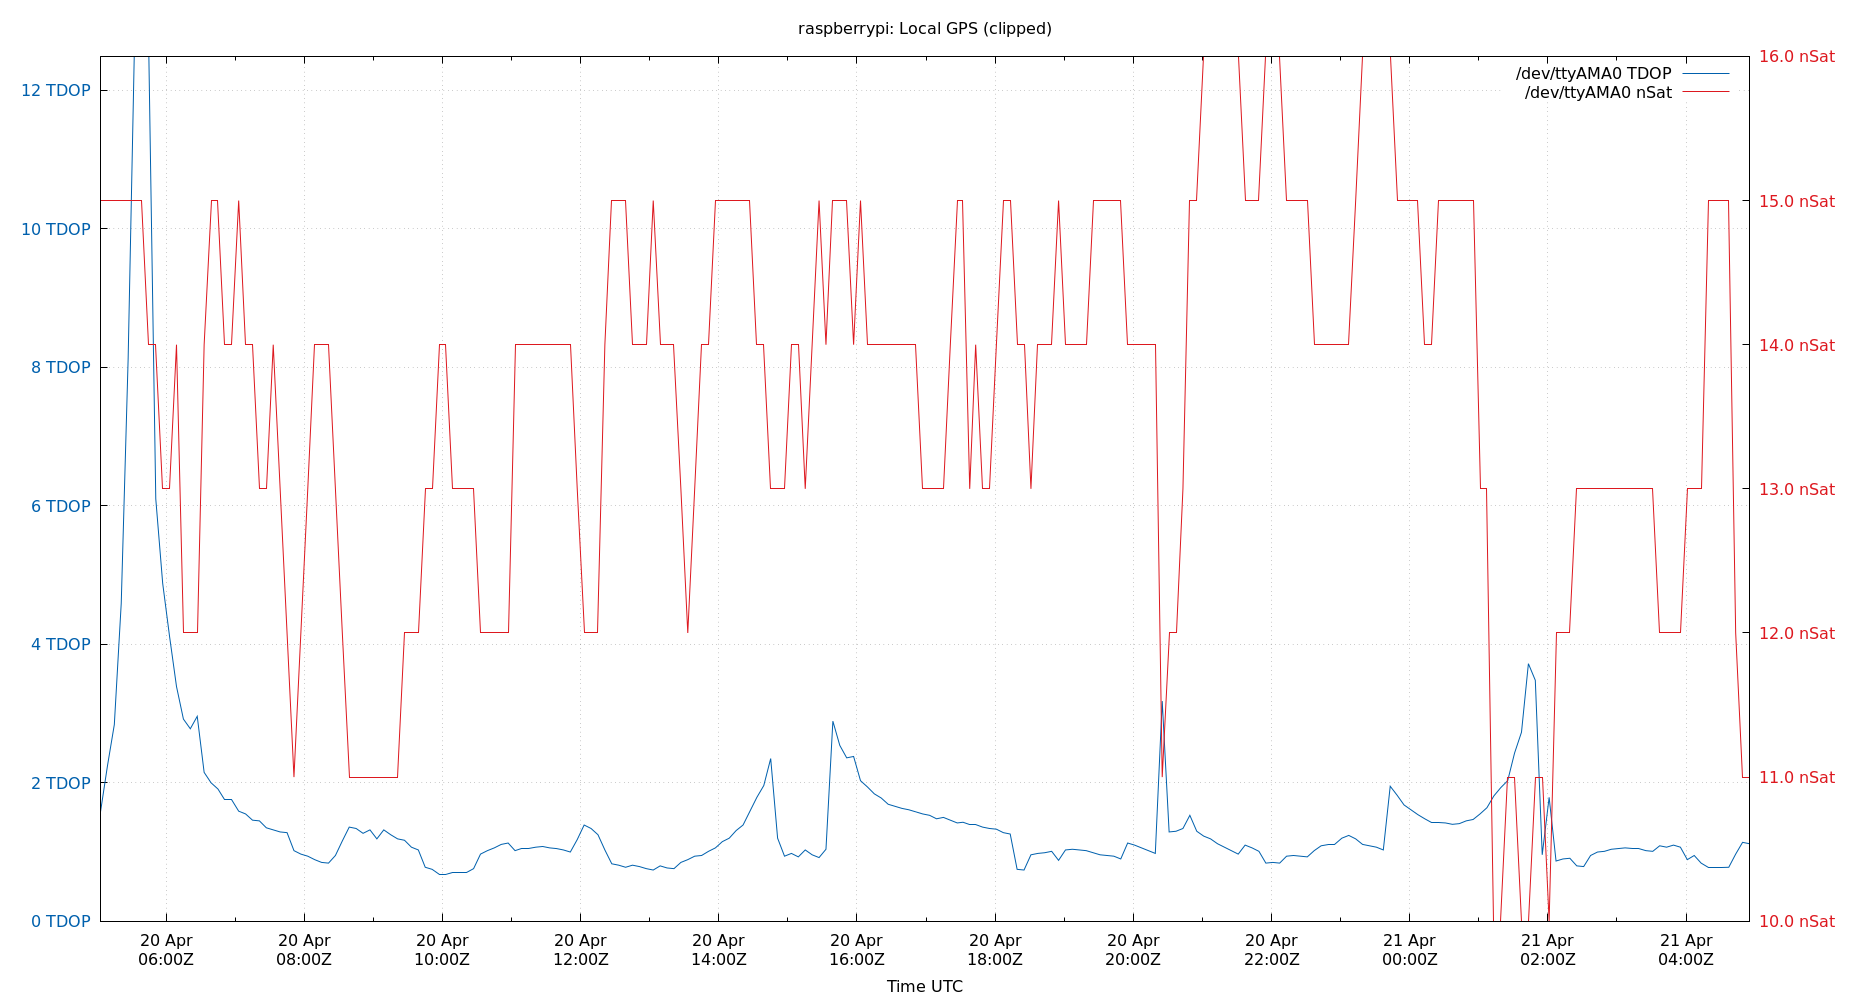 raspberrypi: Local GPS (clipped)
/dev/ttyAMA0 TDOP
/dev/ttyAMA0 nSat
12 TDOP
10 TDOP
8 TDOP
6 TDOP
4 TDOP
2 TDOP
0 TDOP
16.0 nSat
15.0 nSat
14.0 nSat
13.0 nSat
12.0 nSat
11.0 nSat
10.0 nSat
20 Apr
06:00Z
20 Apr
08:00Z
20 Apr
10:00Z
20 Apr
12:00Z
20 Apr
14:00Z
20 Apr
16:00Z
20 Apr
18:00Z
20 Apr
20:00Z
20 Apr
22:00Z
21 Apr
00:00Z
21 Apr
02:00Z
21 Apr
04:00Z
Time UTC